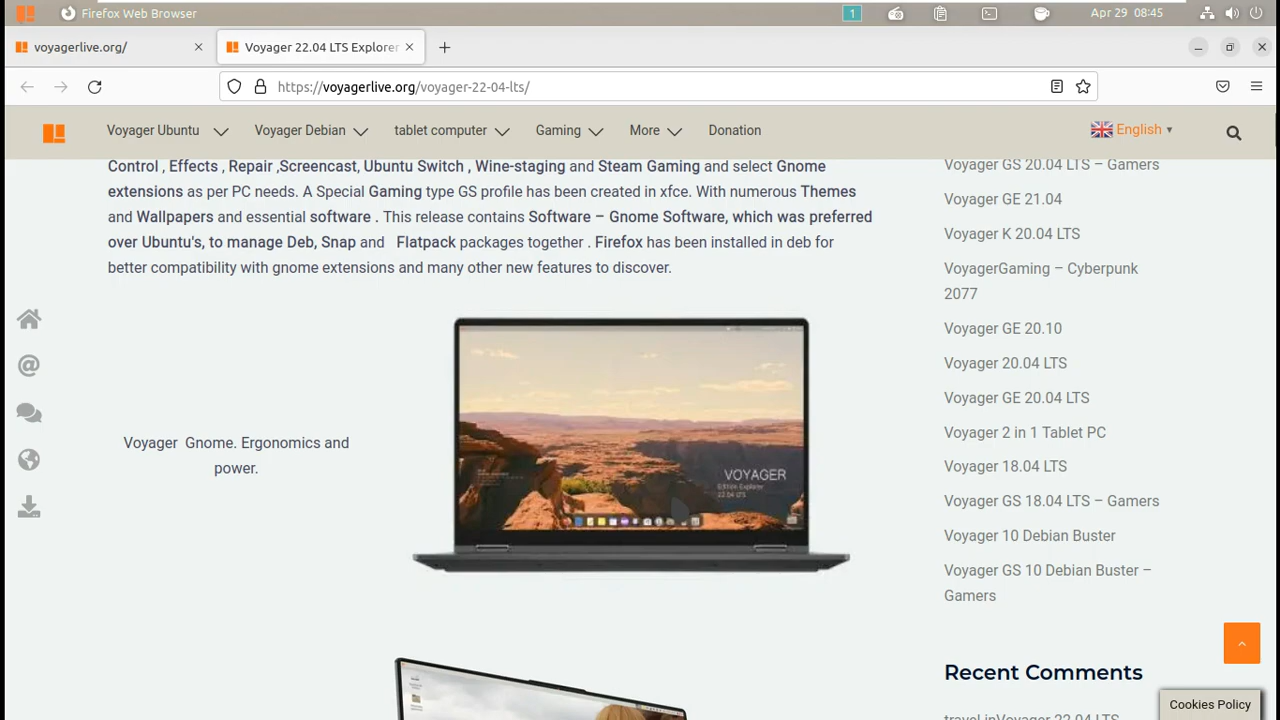 Firefox Web Browser
1
Apr 29 08:45
voyagerlive.org/
Voyager 22.04 LTS Explorer
https://voyagerlive.org/voyager-22-04-lts/
Voyager Ubuntu
Voyager Debian
tablet computer
Gaming
More
Donation
English
Control , Effects , Repair ,Screencast, Ubuntu Switch , Wine-staging and Steam Gaming and select Gnome
extensions as per PC needs. A Special Gaming type GS profile has been created in xfce. With numerous Themes
and Wallpapers and essential software . This release contains Software – Gnome Software, which was preferred
over Ubuntu's, to manage Deb, Snap and Flatpack packages together . Firefox has been installed in deb for
better compatibility with gnome extensions and many other new features to discover.
Voyager Gnome. Ergonomics and
power.
VOYAGER
Edition Explorer
22.04 LTS
Voyager GS 20.04 LTS – Gamers
Voyager GE 21.04
Voyager K 20.04 LTS
VoyagerGaming – Cyberpunk
2077
Voyager GE 20.10
Voyager 20.04 LTS
Voyager GE 20.04 LTS
Voyager 2 in 1 Tablet PC
Voyager 18.04 LTS
Voyager GS 18.04 LTS – Gamers
Voyager 10 Debian Buster
Voyager GS 10 Debian Buster –
Gamers
Recent Comments
Cookies Policy
travel inVoyager 22.04 LTS